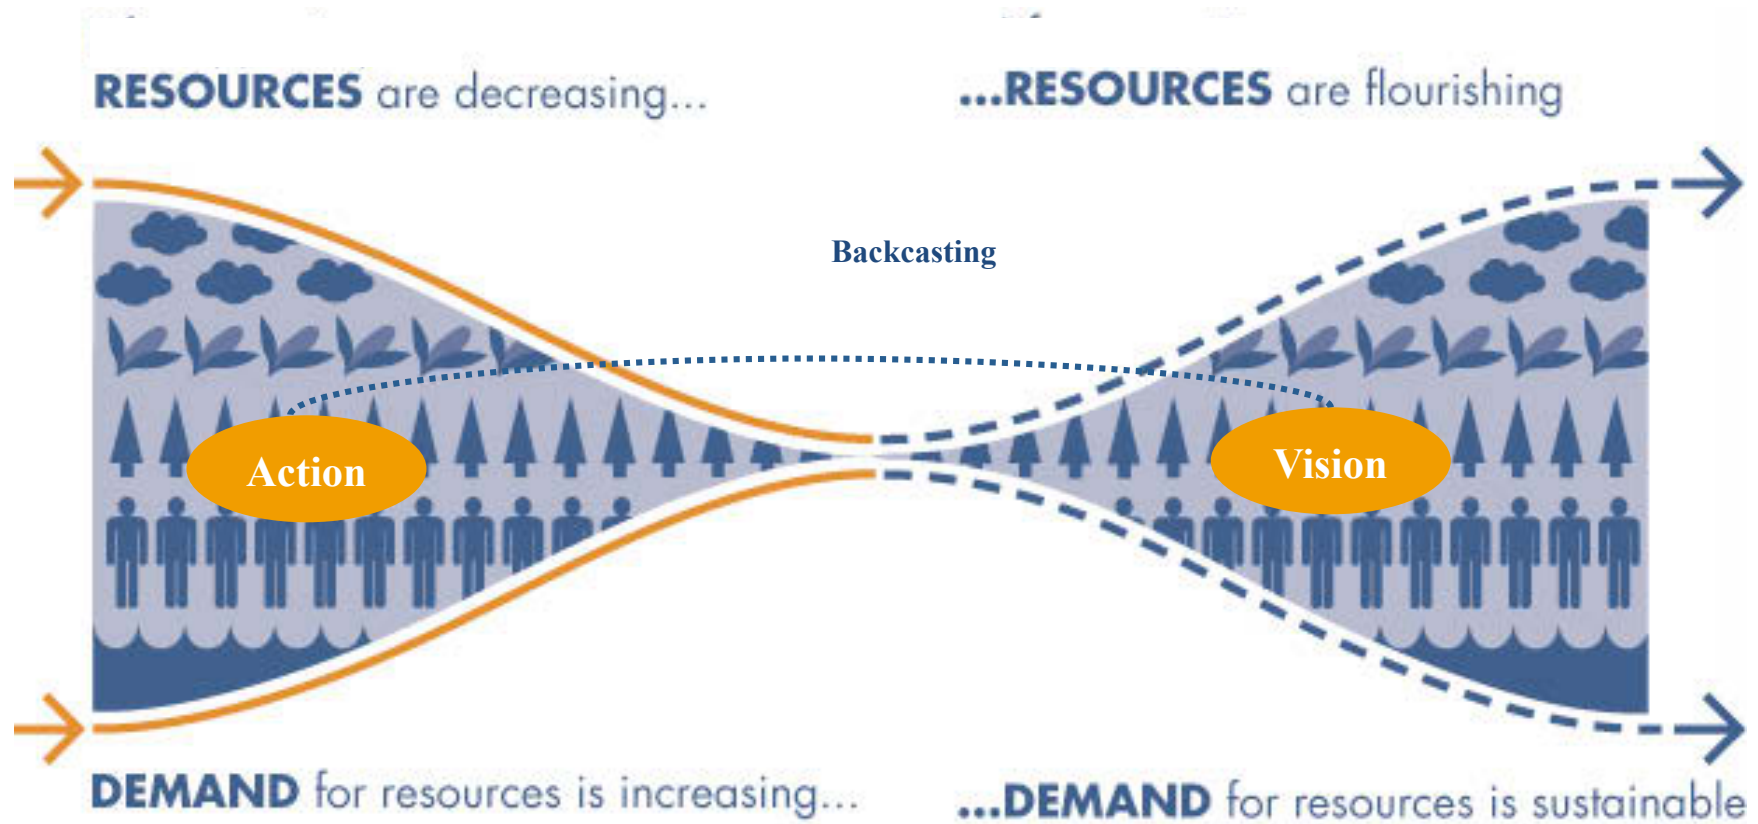 RESOURCES are decreasing...
...RESOURCES are flourishing
Backcasting
Action
Vision
DEMAND for resources is increasing...
...DEMAND for resources is sustainable